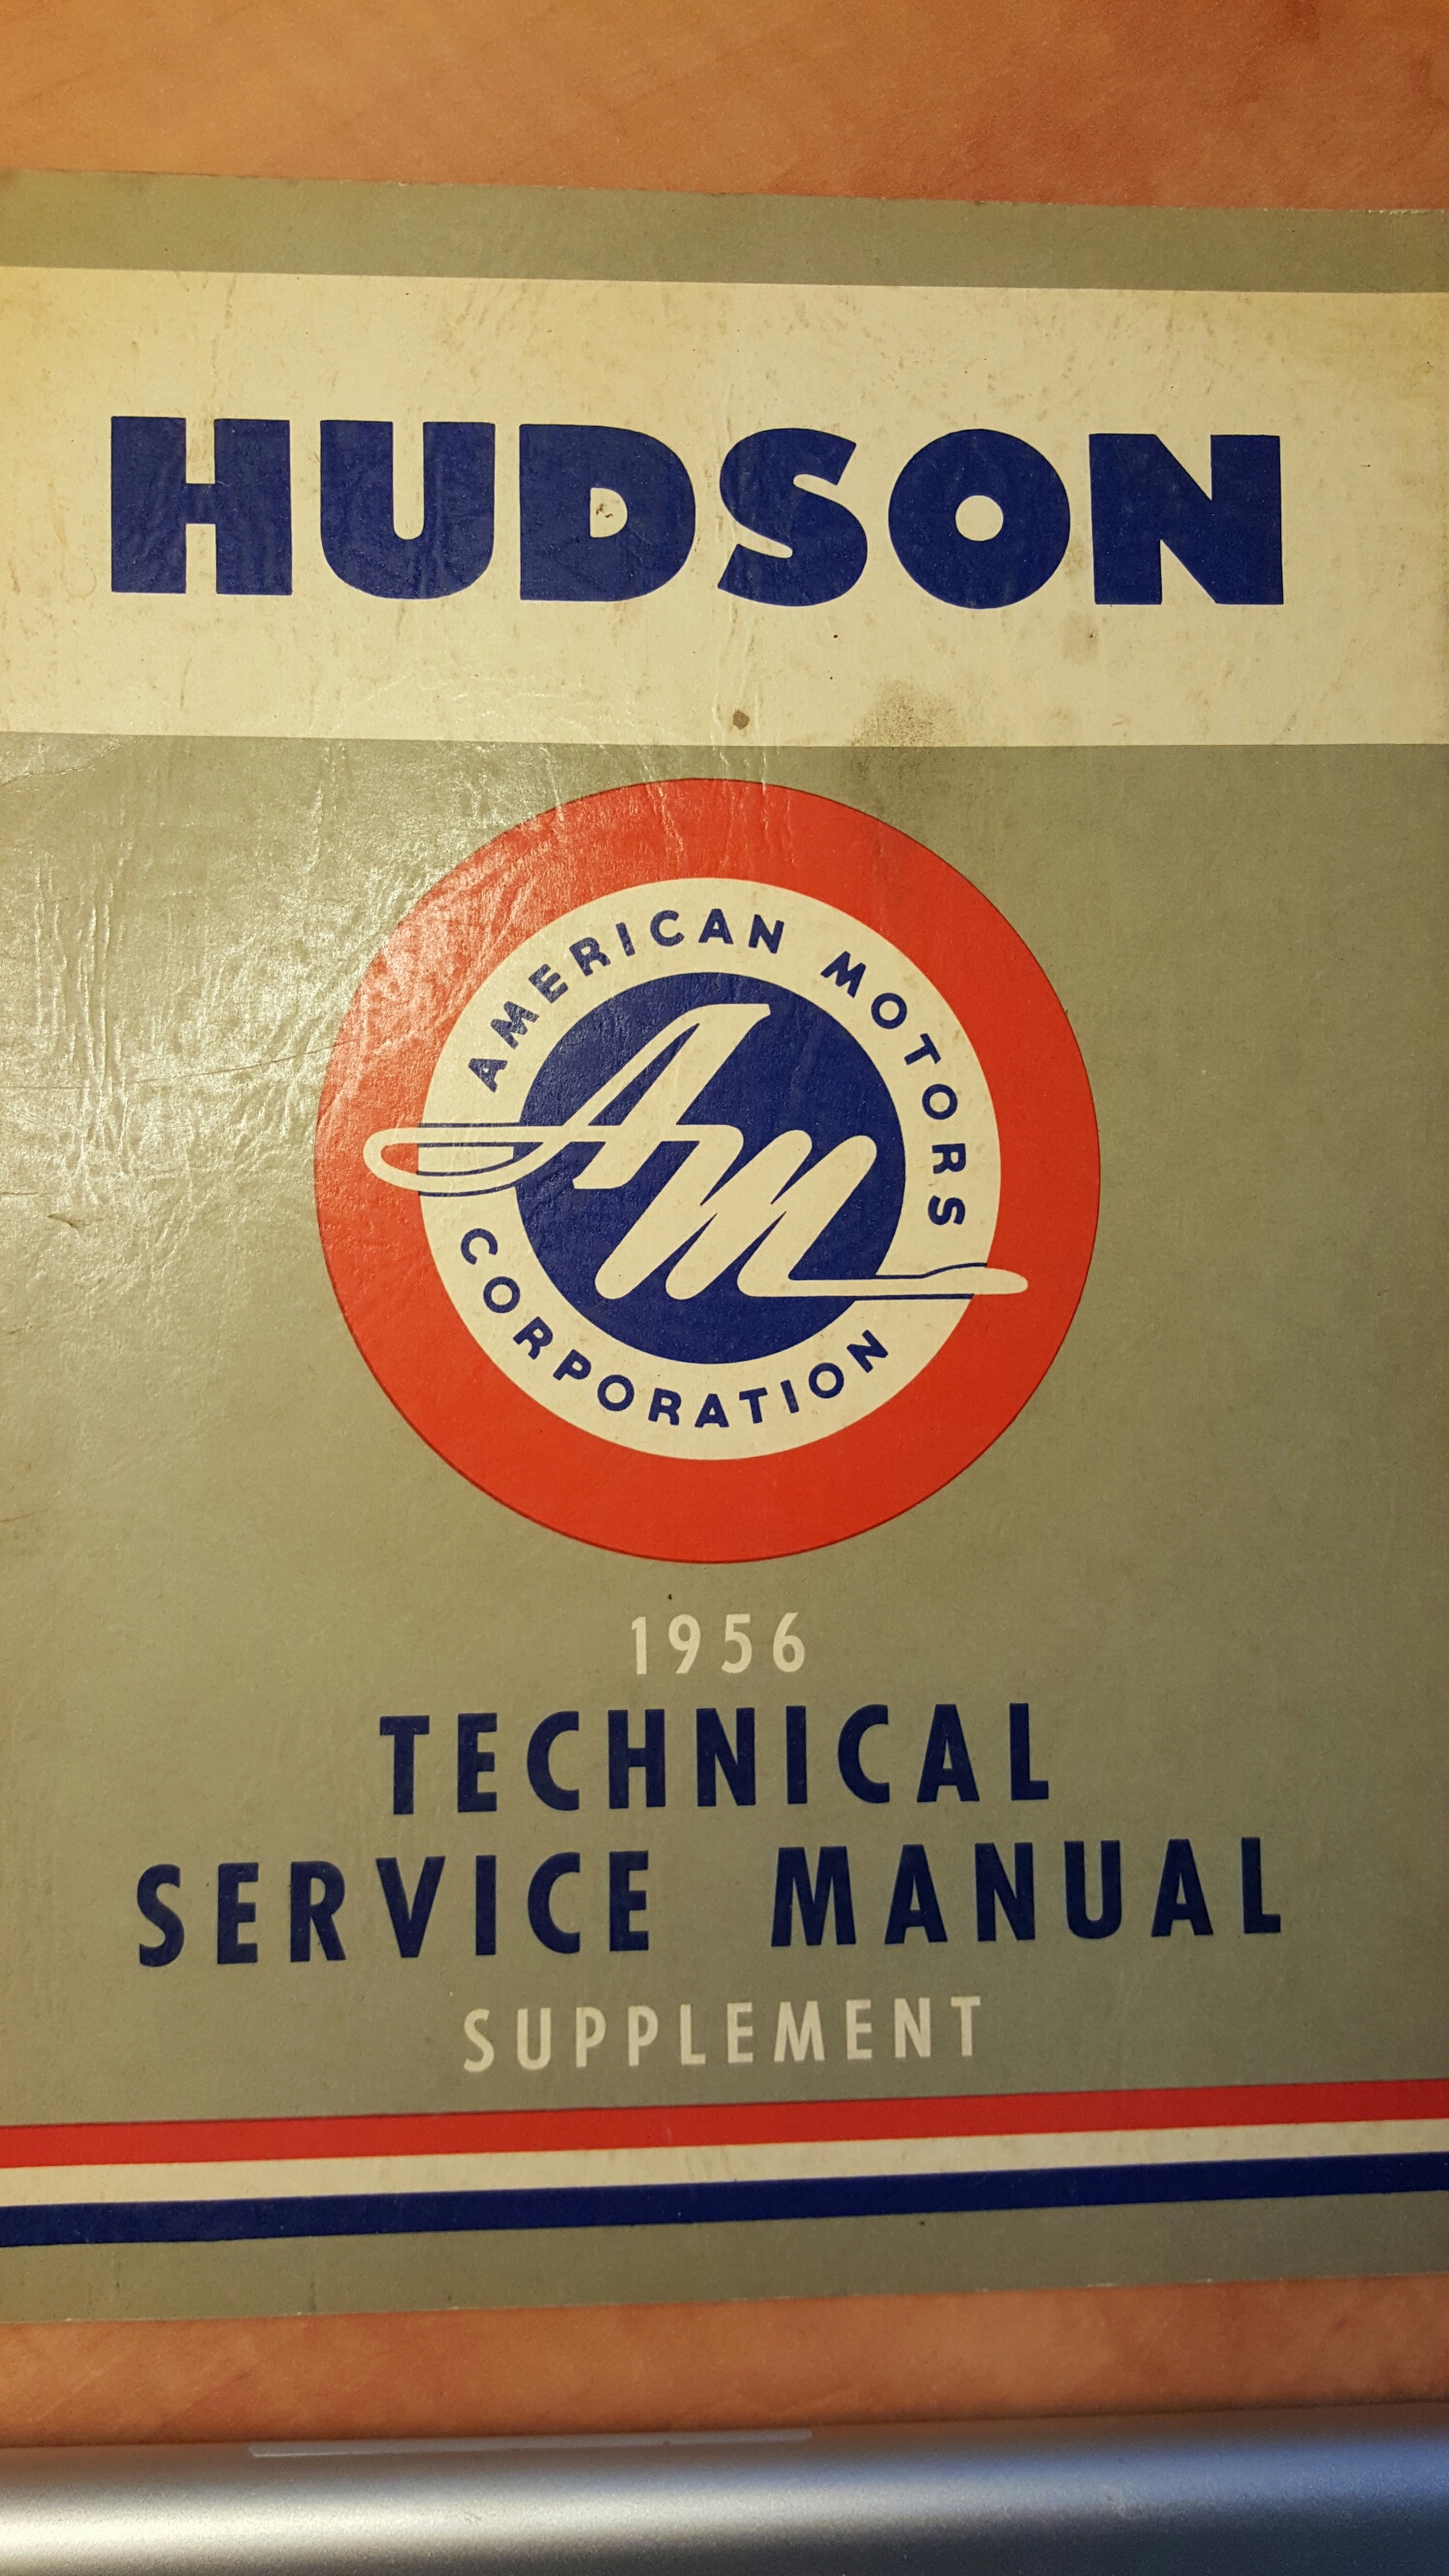 HUDSON
AMERICAN MOTORS
CORPORATION
AM
1956
TECHNICAL
SERVICE MANUAL
SUPPLEMENT